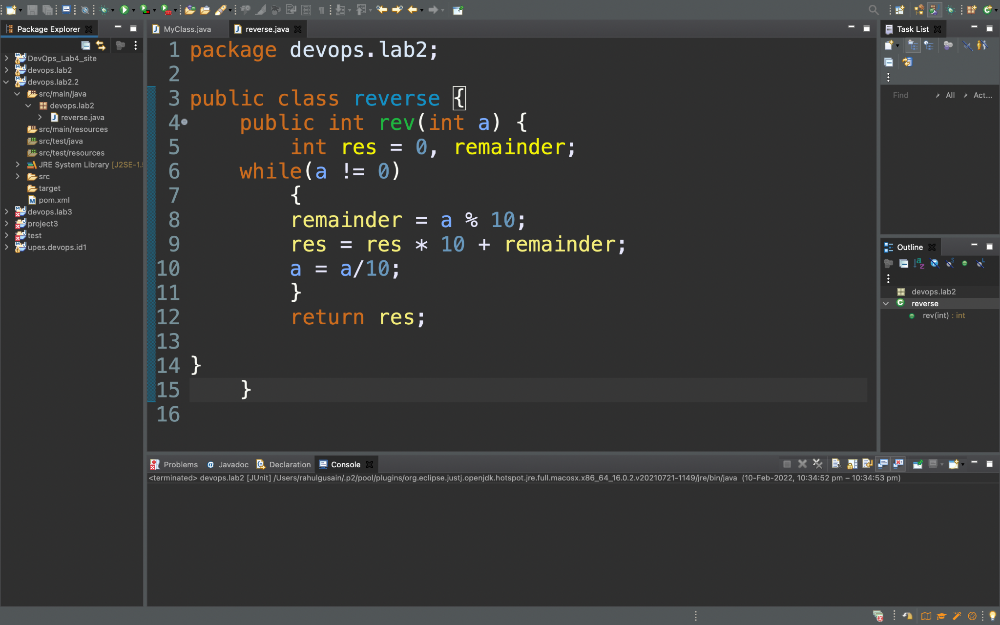 Package Explorer
DevOps_Lab4_site
devops.lab2
devops.lab2.2
src/main/java
devops.lab2
reverse.java
src/main/resources
src/test/java
src/test/resources
JRE System Library [J2SE-1.5
src
target
pom.xml
devops.lab3
project3
test
upes.devops.id1
MyClass.java
reverse.java
1 package devops.lab2;
2
3 public class reverse {
4 public int rev(int a) {
5 int res = 0, remainder;
6 while(a != 0)
7 {
8 remainder = a % 10;
9 res = res * 10 + remainder;
10 a = a/10;
11 }
12 return res;
13
14 }
15 }
16
Task List
Find All Act...
Outline
devops.lab2
reverse
rev(int) : int
Problems Javadoc Declaration Console
<terminated> devops.lab2 [JUnit] /Users/rahulgusain/.p2/pool/plugins/org.eclipse.justj.openjdk.hotspot.jre.full.macosx.x86_64_16.0.2.v20210721-1149/jre/bin/java (10-Feb-2022, 10:34:52 pm – 10:34:53 pm)